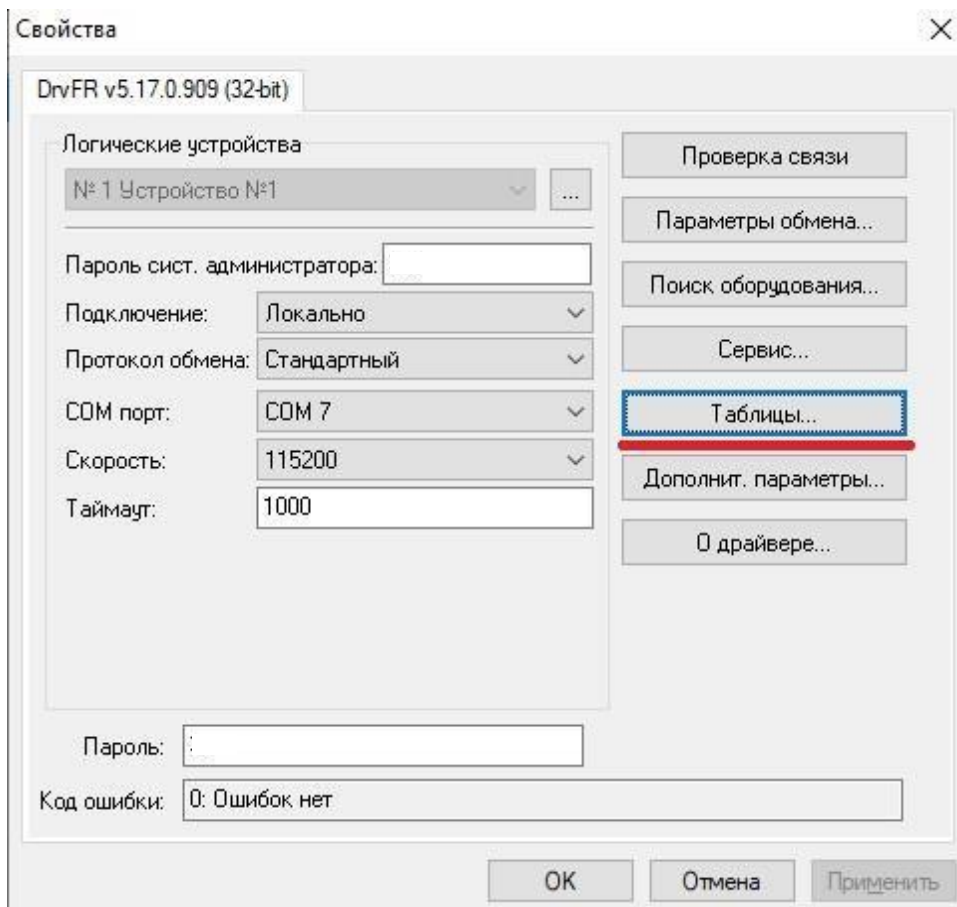 Свойства
DrvFR v5.17.0.909 (32-bit)
Логические устройства
№ 1 Устройство №1
...
Пароль сист. администратора:
Подключение: Локально
Протокол обмена: Стандартный
COM порт: COM 7
Скорость: 115200
Таймаут: 1000
Проверка связи
Параметры обмена...
Поиск оборудования...
Сервис...
Таблицы...
Дополнит. параметры...
О драйвере...
Пароль:
Код ошибки: 0: Ошибок нет
OK Отмена Применить